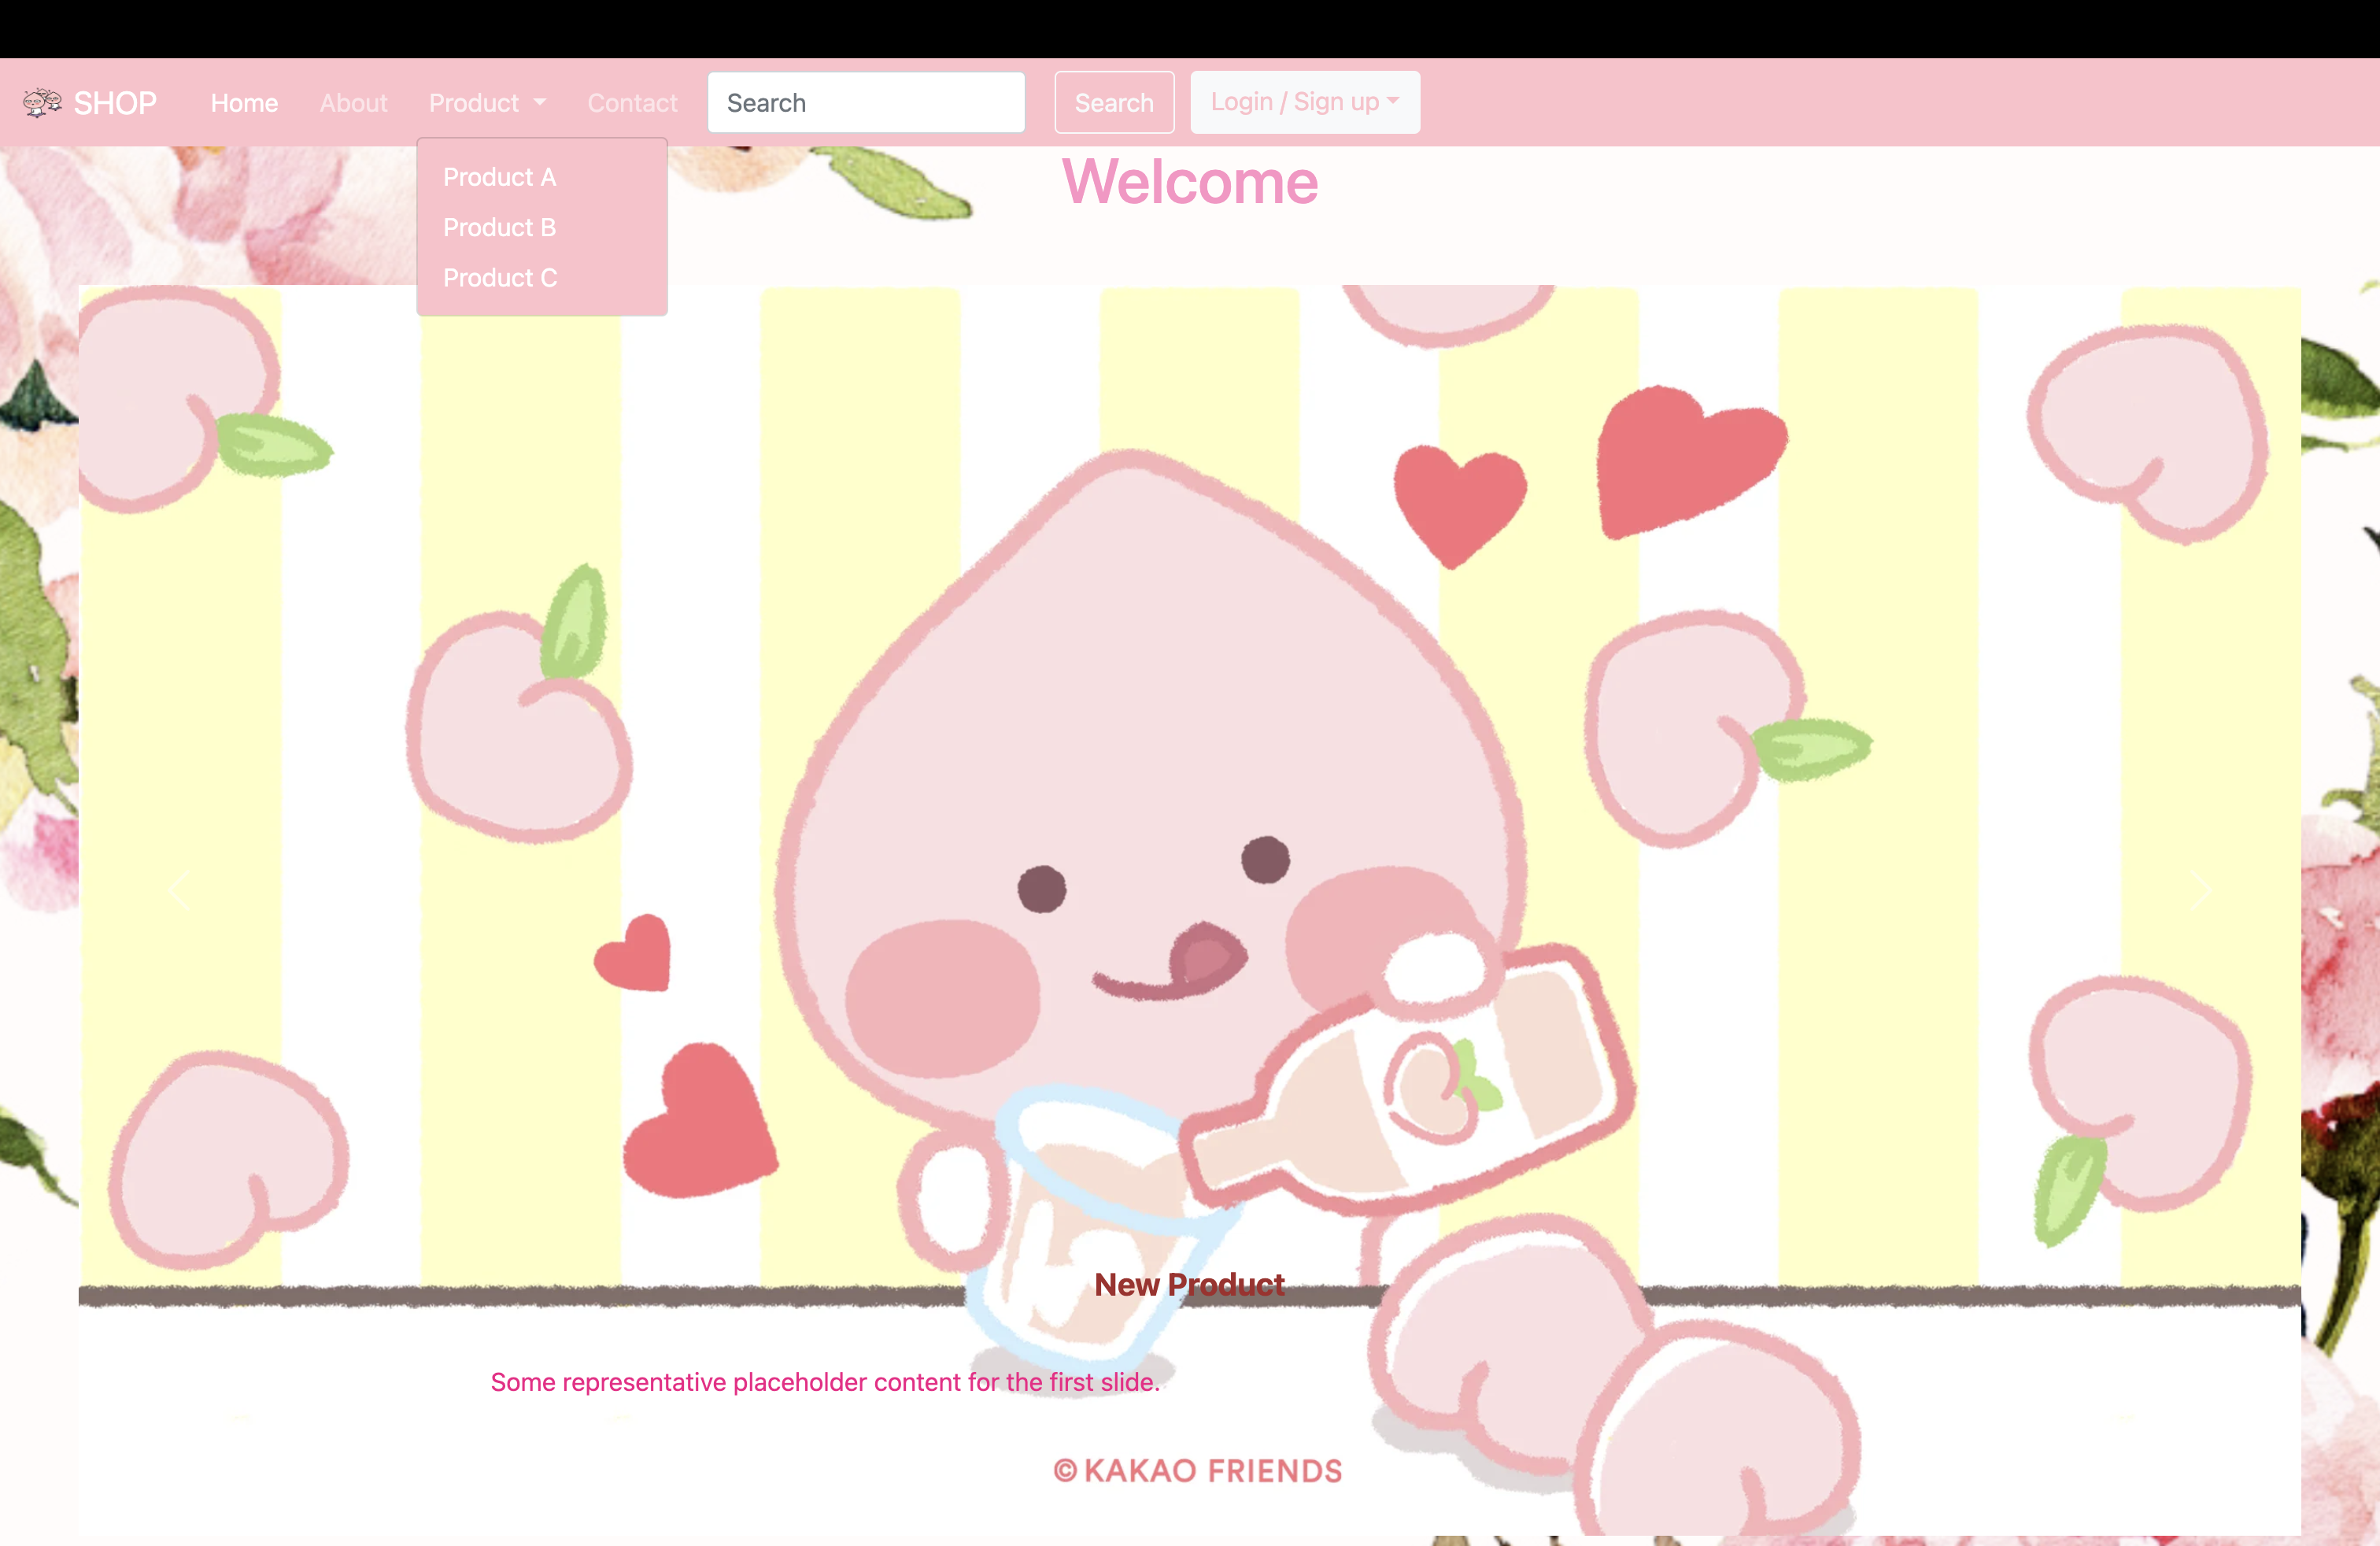 SHOP Home About Product Contact Search Search Login / Sign up
Product A
Product B
Product C
Welcome
New Product
Some representative placeholder content for the first slide.
© KAKAO FRIENDS